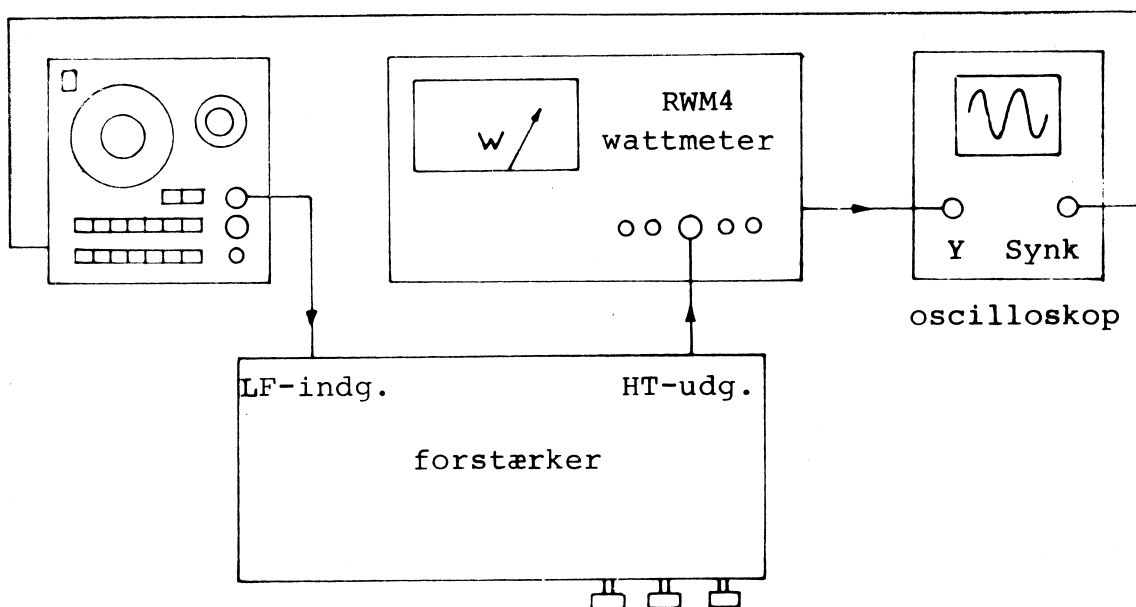 RWM4
wattmeter
W
Y Synk
oscilloskop
LF-indg. HT-udg.
forstærker